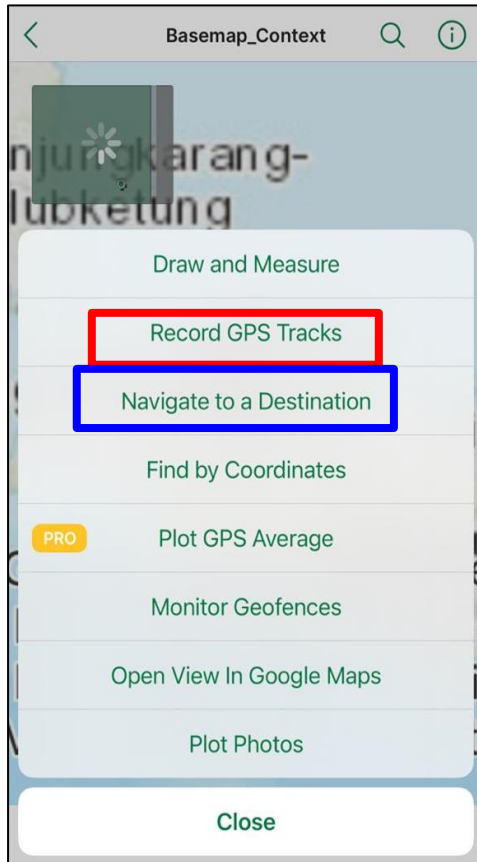 Basemap_Context
njungkarang-
lubketung
Draw and Measure
Record GPS Tracks
Navigate to a Destination
Find by Coordinates
PRO Plot GPS Average
Monitor Geofences
Open View In Google Maps
Plot Photos
Close